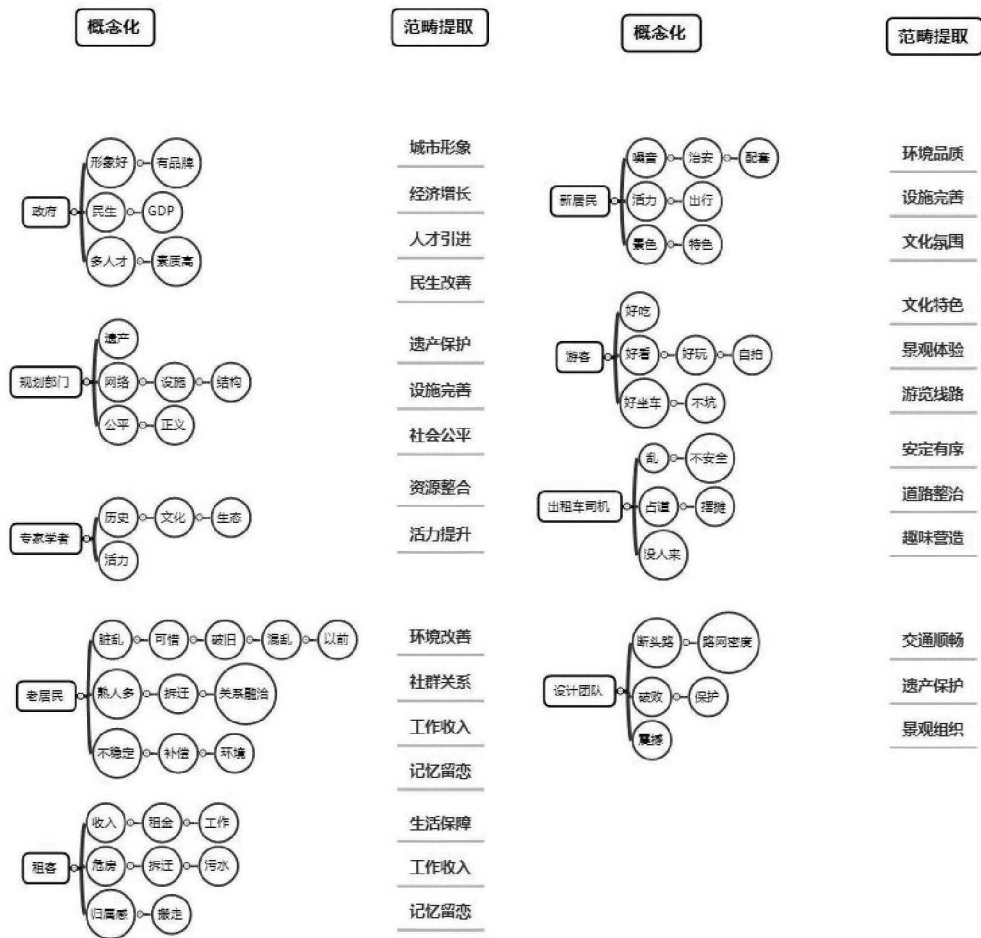 概念化
范畴提取
政府
形象好 有品牌
民生 GDP
多人才 素质高
城市形象
经济增长
人才引进
民生改善
规划部门
遗产
网络 设施 结构
公平 正义
遗产保护
设施完善
社会公平
专家学者
历史 文化 生态
活力
资源整合
活力提升
老居民
脏乱 可惜 破旧 混乱 以前
熟人多 拆迁 关系融洽
不稳定 补偿 环境
环境改善
社群关系
工作收入
记忆留恋
租客
收入 租金 工作
危房 拆迁 污水
归属感 搬走
生活保障
工作收入
记忆留恋
概念化
范畴提取
新居民
噪音 治安 配套
活力 出行
景色 特色
环境品质
设施完善
文化氛围
游客
好吃
好看 好玩 自拍
好坐车 不坑
文化特色
景观体验
游览线路
出租车司机
乱 不安全
占道 摆摊
没人来
安定有序
道路整治
趣味营造
设计团队
断头路 路网密度
破败 保护
震撼
交通顺畅
遗产保护
景观组织